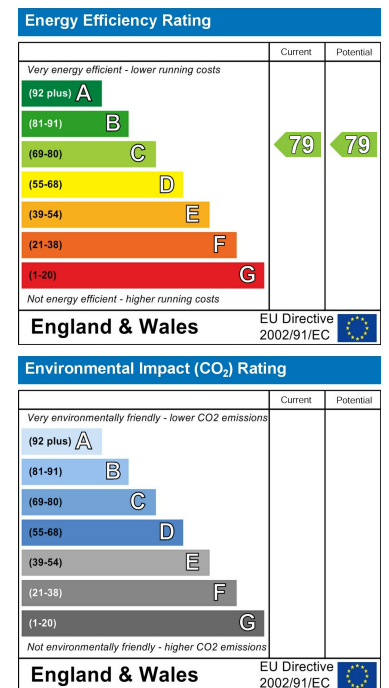 Energy Efficiency Rating
Current Potential
Very energy efficient - lower running costs
(92 plus) A
(81-91) B
(69-80) C
79 79
(55-68) D
(39-54) E
(21-38) F
(1-20) G
Not energy efficient - higher running costs
England & Wales
EU Directive
2002/91/EC
Environmental Impact (CO₂) Rating
Current Potential
Very environmentally friendly - lower CO2 emissions
(92 plus) A
(81-91) B
(69-80) C
(55-68) D
(39-54) E
(21-38) F
(1-20) G
Not environmentally friendly - higher CO2 emissions
England & Wales
EU Directive
2002/91/EC